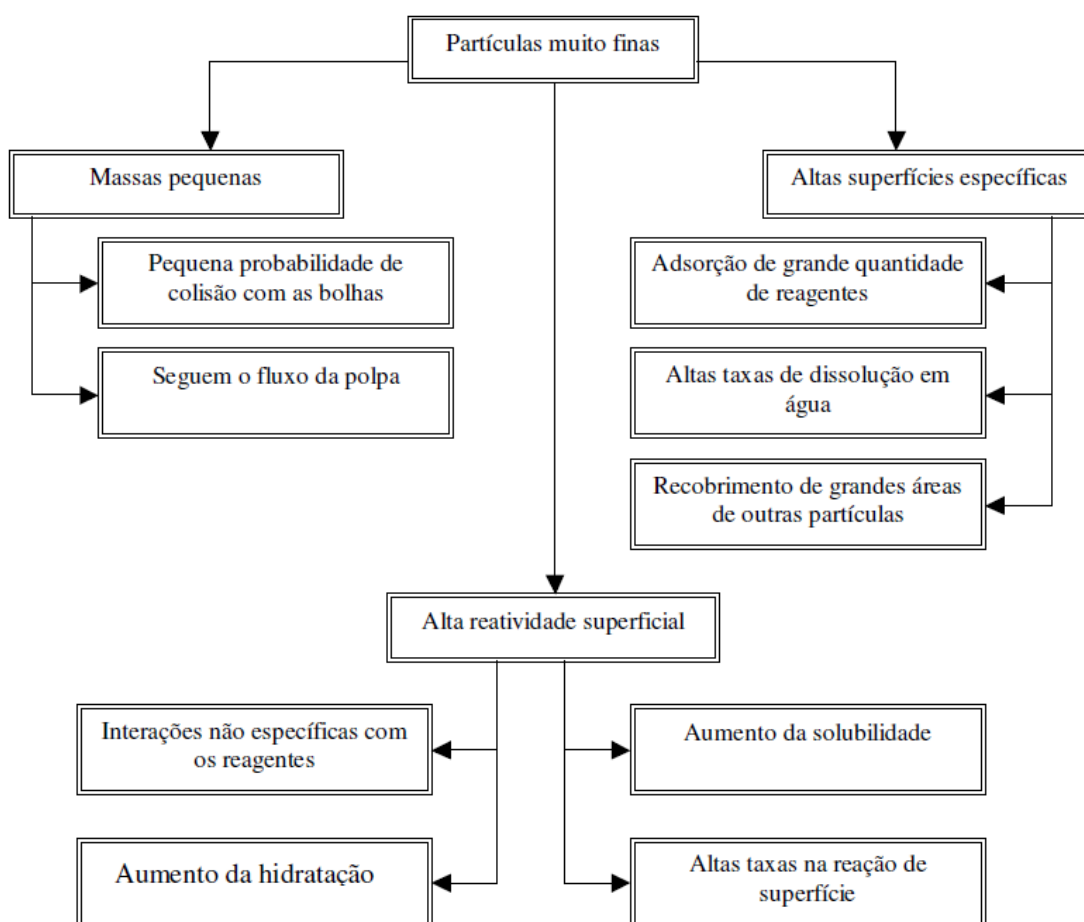 Partículas muito finas
Massas pequenas
Pequena probabilidade de
colisão com as bolhas
Seguem o fluxo da polpa
Altas superfícies específicas
Adsorção de grande quantidade
de reagentes
Altas taxas de dissolução em
água
Recobrimento de grandes áreas
de outras partículas
Alta reatividade superficial
Interações não específicas com
os reagentes
Aumento da hidratação
Aumento da solubilidade
Altas taxas na reação de
superfície